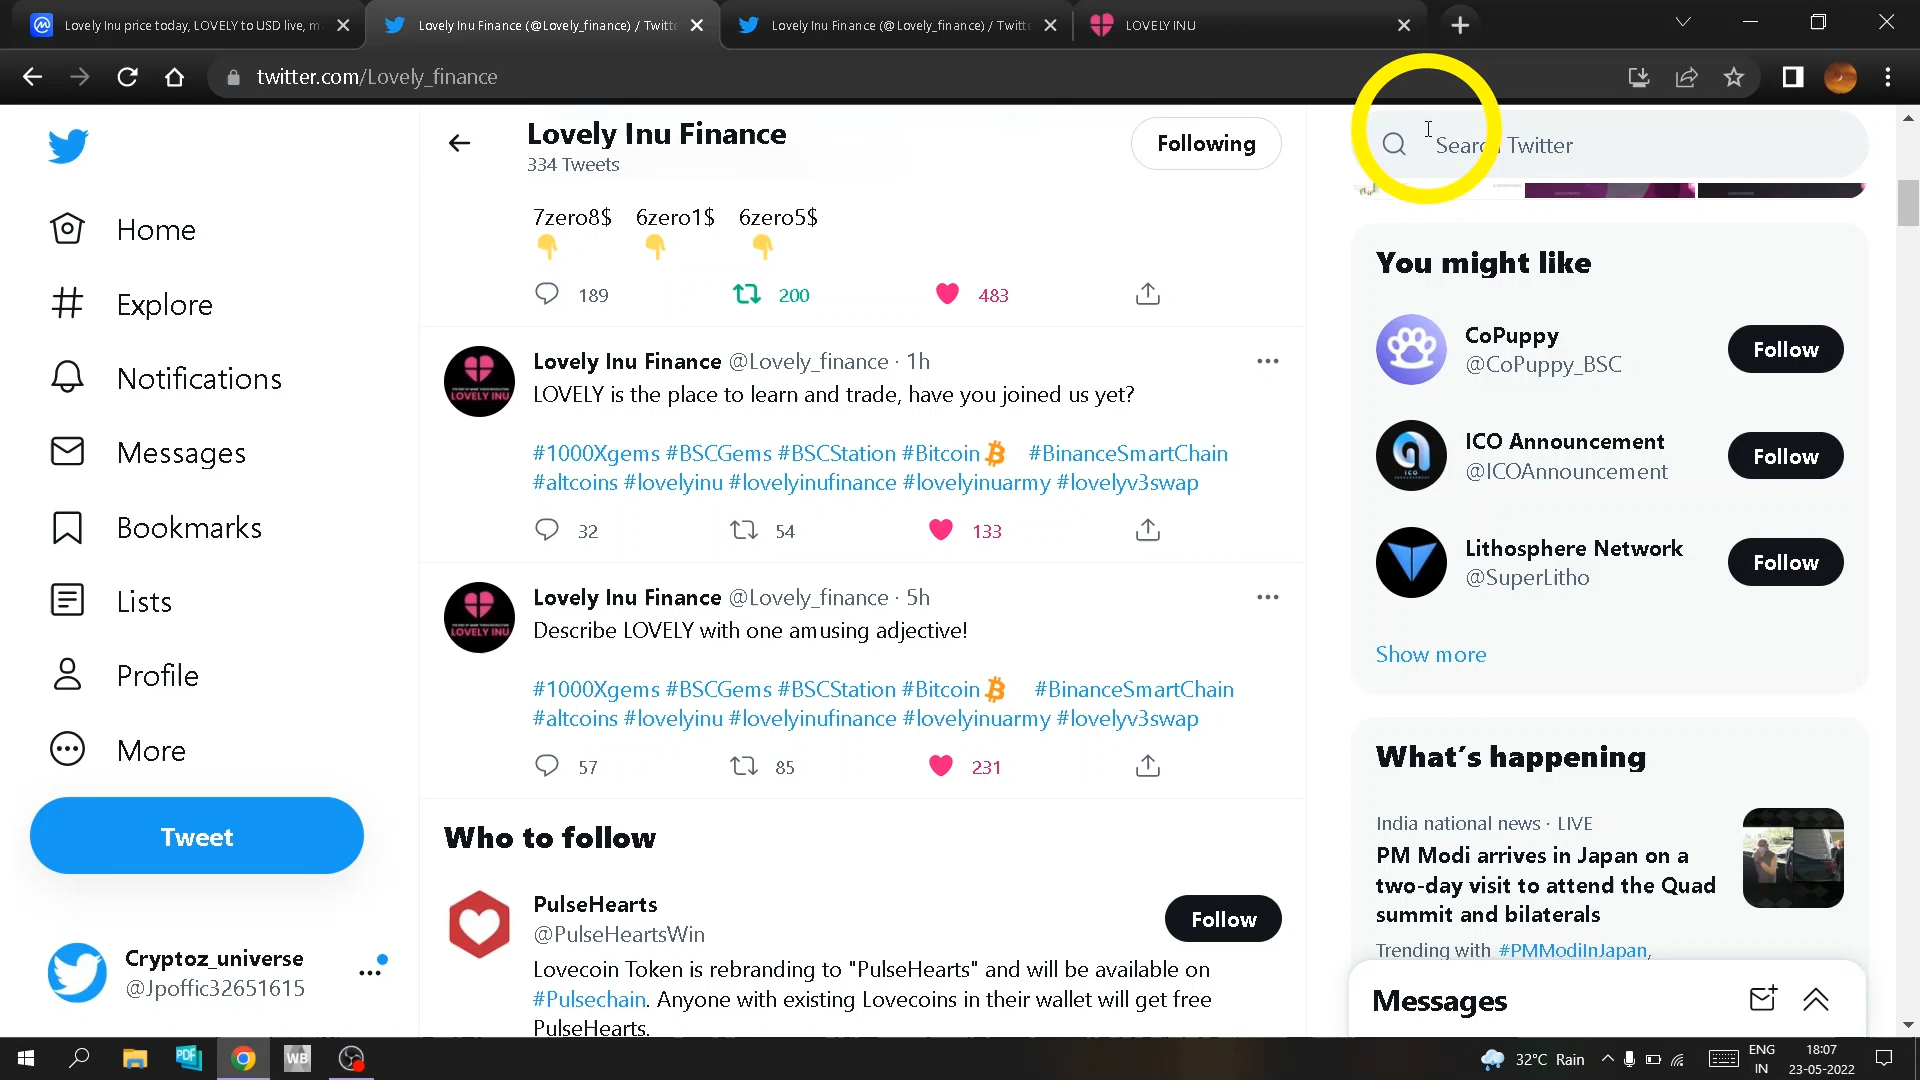 Lovely Inu price today, LOVELY to USD live, m
Lovely Inu Finance (@Lovely_finance) / Twitte
Lovely Inu Finance (@Lovely_finance) / Twitte
LOVELY INU
twitter.com/Lovely_finance
Lovely Inu Finance
334 Tweets
Following
Search Twitter
Home
Explore
Notifications
Messages
Bookmarks
Lists
Profile
More
Tweet
Cryptoz_universe
@Jpoffic32651615
7zero8$ 6zero1$ 6zero5$
189 200 483
Lovely Inu Finance @Lovely_finance · 1h
LOVELY is the place to learn and trade, have you joined us yet?
#1000Xgems #BSCGems #BSCStation #Bitcoin #BinanceSmartChain
#altcoins #lovelyinu #lovelyinufinance #lovelyinuarmy #lovelyv3swap
32 54 133
Lovely Inu Finance @Lovely_finance · 5h
Describe LOVELY with one amusing adjective!
#1000Xgems #BSCGems #BSCStation #Bitcoin #BinanceSmartChain
#altcoins #lovelyinu #lovelyinufinance #lovelyinuarmy #lovelyv3swap
57 85 231
LOVELY INU
LOVELY INU
Who to follow
PulseHearts
@PulseHeartsWin
Follow
Lovecoin Token is rebranding to "PulseHearts" and will be available on
#Pulsechain. Anyone with existing Lovecoins in their wallet will get free
PulseHearts.
You might like
CoPuppy
@CoPuppy_BSC
Follow
ICO Announcement
@ICOAnnouncement
Follow
ICO
Lithosphere Network
@SuperLitho
Follow
Show more
What's happening
India national news · LIVE
PM Modi arrives in Japan on a
two-day visit to attend the Quad
summit and bilaterals
Trending with #PMModiInJapan,
Messages
PDF
WB
32°C Rain
ENG
IN
18:07
23-05-2022